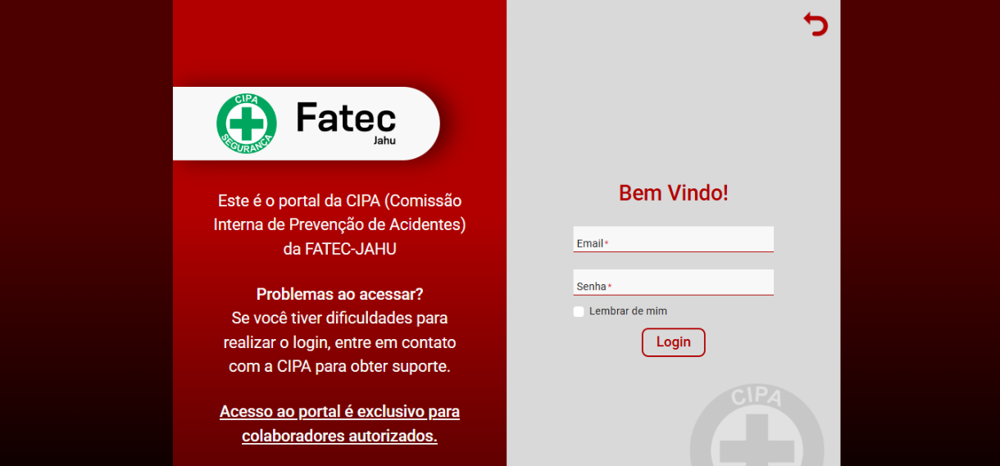 CIPA
SEGURANÇA
Fatec
Jahu
Este é o portal da CIPA (Comissão
Interna de Prevenção de Acidentes)
da FATEC-JAHU
Problemas ao acessar?
Se você tiver dificuldades para
realizar o login, entre em contato
com a CIPA para obter suporte.
Acesso ao portal é exclusivo para
colaboradores autorizados.
Bem Vindo!
Email*
Senha*
Lembrar de mim
Login
CIPA